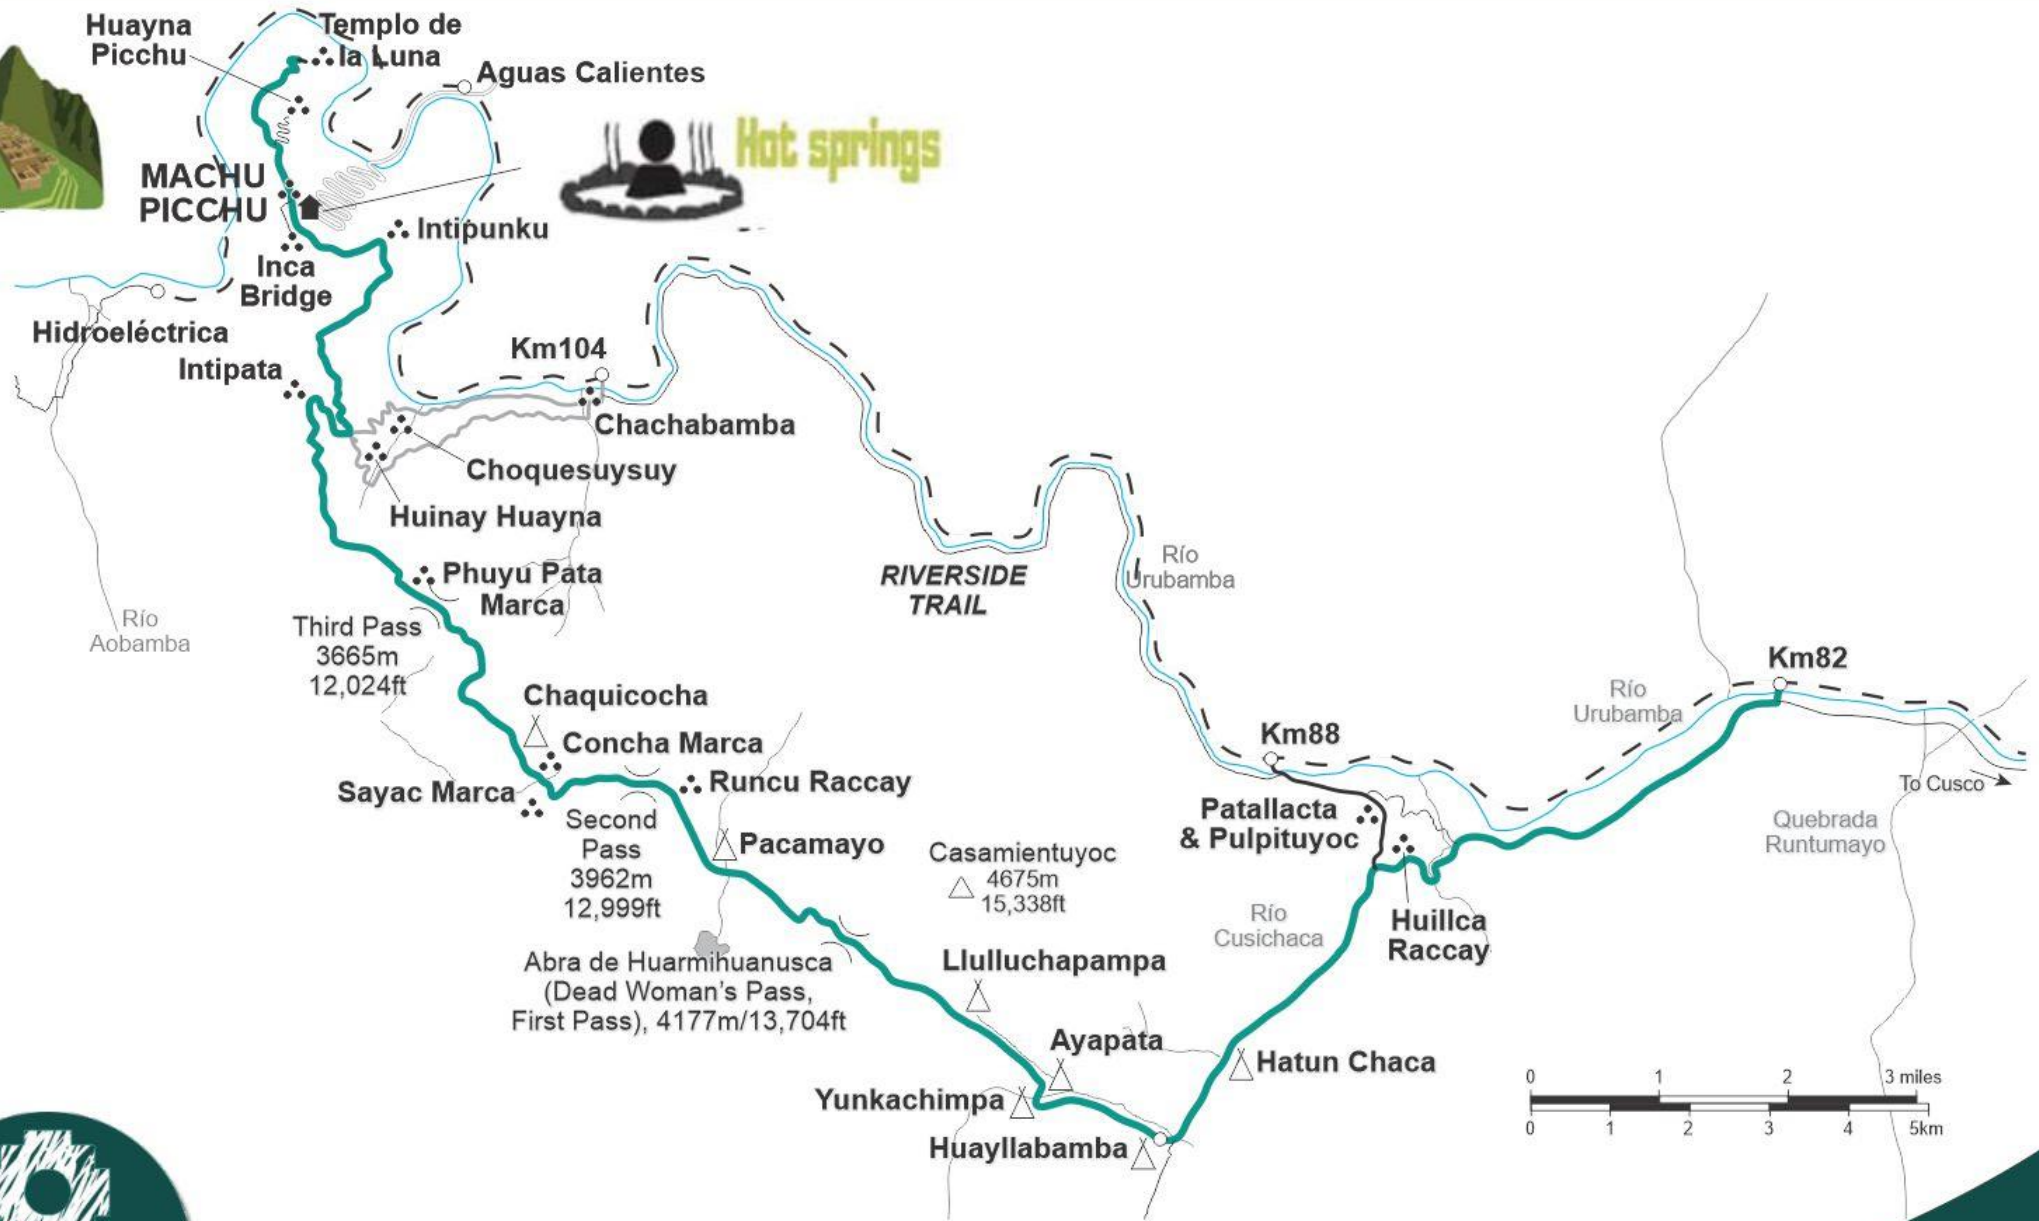 Huayna
Picchu
Templo de
la Luna
Aguas Calientes
Hot springs
MACHU
PICCHU
Intipunku
Inca
Bridge
Hidroeléctrica
Intipata
Km104
Chachabamba
Choquesuysuy
Huinay Huayna
Phuyu Pata
Marca
RIVERSIDE
TRAIL
Río
Urubamba
Río
Aobamba
Third Pass
3665m
12,024ft
Chaquicocha
Concha Marca
Sayac Marca
Runcu Raccay
Second
Pass
3962m
12,999ft
Pacamayo
Casamientuyoc
4675m
15,338ft
Abra de Huarmihuanusca
(Dead Woman's Pass,
First Pass), 4177m/13,704ft
Llulluchapampa
Ayapata
Yunkachimpa
Huayllabamba
Hatun Chaca
Río
Cusichaca
Km88
Patallacta
& Pulpituyoc
Huillca
Raccay
Río
Urubamba
Km82
To Cusco
Quebrada
Runtumayo
0 1 2 3 miles
0 1 2 3 4 5km